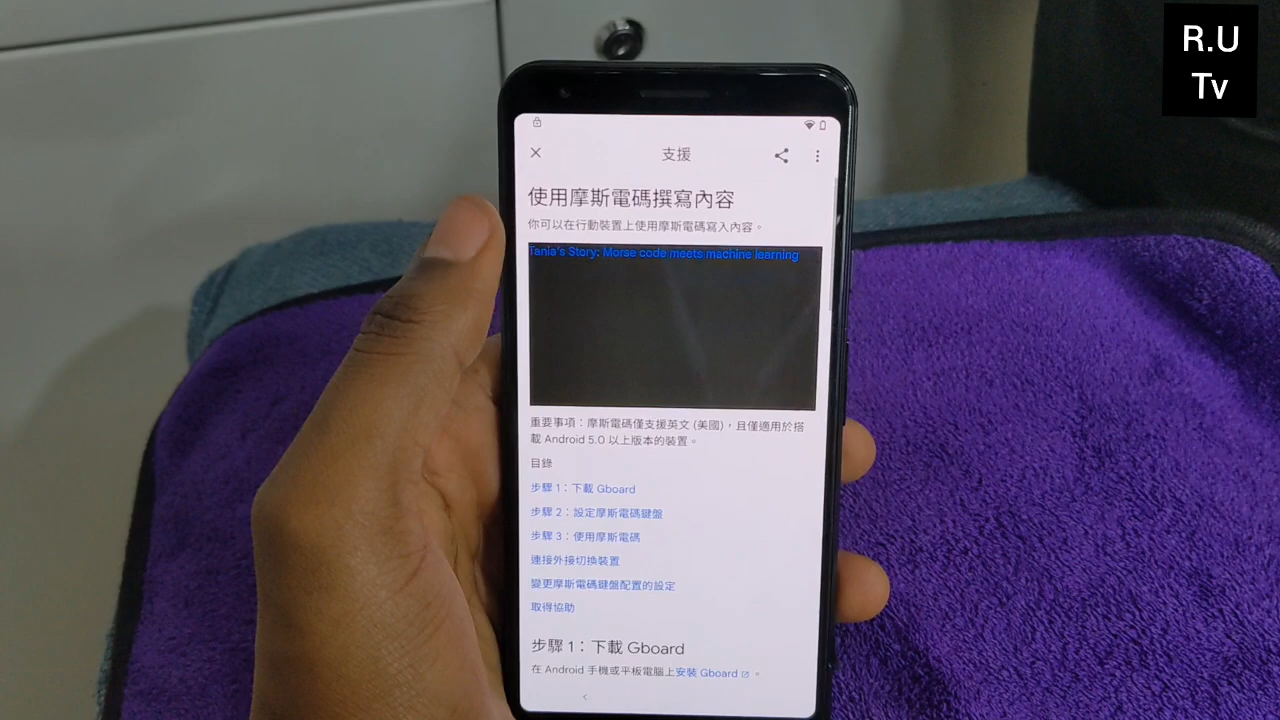 R.U
Tv
支援
使用摩斯電碼撰寫內容
你可以在行動裝置上使用摩斯電碼寫入內容。
Tania's Story: Morse code meets machine learning
重要事項：摩斯電碼僅支援英文 (美國)，且僅適用於搭
載 Android 5.0 以上版本的裝置。
目錄
步驟 1：下載 Gboard
步驟 2：設定摩斯電碼鍵盤
步驟 3：使用摩斯電碼
連接外接切換裝置
變更摩斯電碼鍵盤配置的設定
取得協助
步驟 1：下載 Gboard
在 Android 手機或平板電腦上安裝 Gboard。